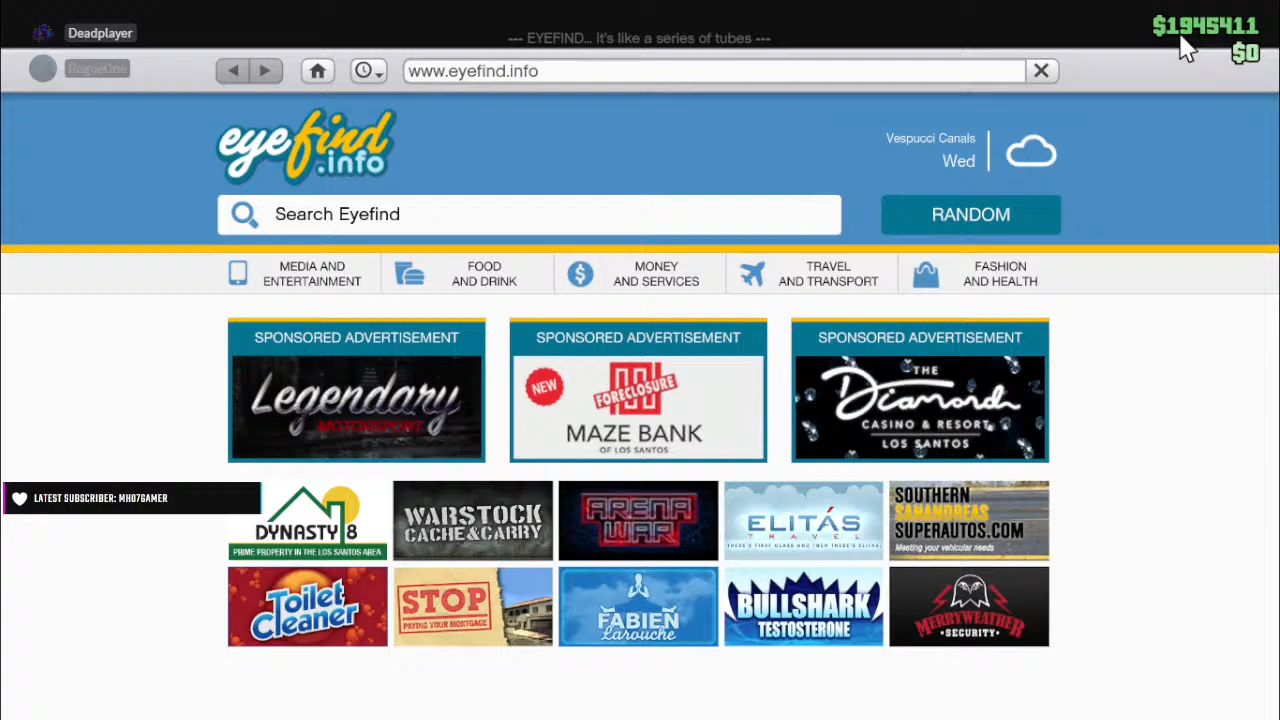 Deadplayer
--- EYEFIND... It's like a series of tubes ---
$1945411
$0
RogueOne
www.eyefind.info
eyefind
.info
Vespucci Canals
Wed
Search Eyefind
RANDOM
MEDIA AND
ENTERTAINMENT
FOOD
AND DRINK
MONEY
AND SERVICES
TRAVEL
AND TRANSPORT
FASHION
AND HEALTH
SPONSORED ADVERTISEMENT
Legendary
MOTORSPORT
SPONSORED ADVERTISEMENT
NEW
FORECLOSURE
MAZE BANK
OF LOS SANTOS
SPONSORED ADVERTISEMENT
THE
Diamond
CASINO & RESORT
LOS SANTOS
LATEST SUBSCRIBER: MH07GAMER
DYNASTY 8
PRIME PROPERTY IN THE LOS SANTOS AREA
WARSTOCK
CACHE&CARRY
ARENA
WAR
ELITÁS
TRAVEL
THERE'S FIRST CLASS AND THEN THERE'S ELITAS
SOUTHERN
SANANDREAS
SUPERAUTOS.COM
Meeting your vehicular needs
Toilet
Cleaner
STOP
PAYING YOUR MORTGAGE
FABIEN
Larouche
BULLSHARK
TESTOSTERONE
MERRYWEATHER
SECURITY